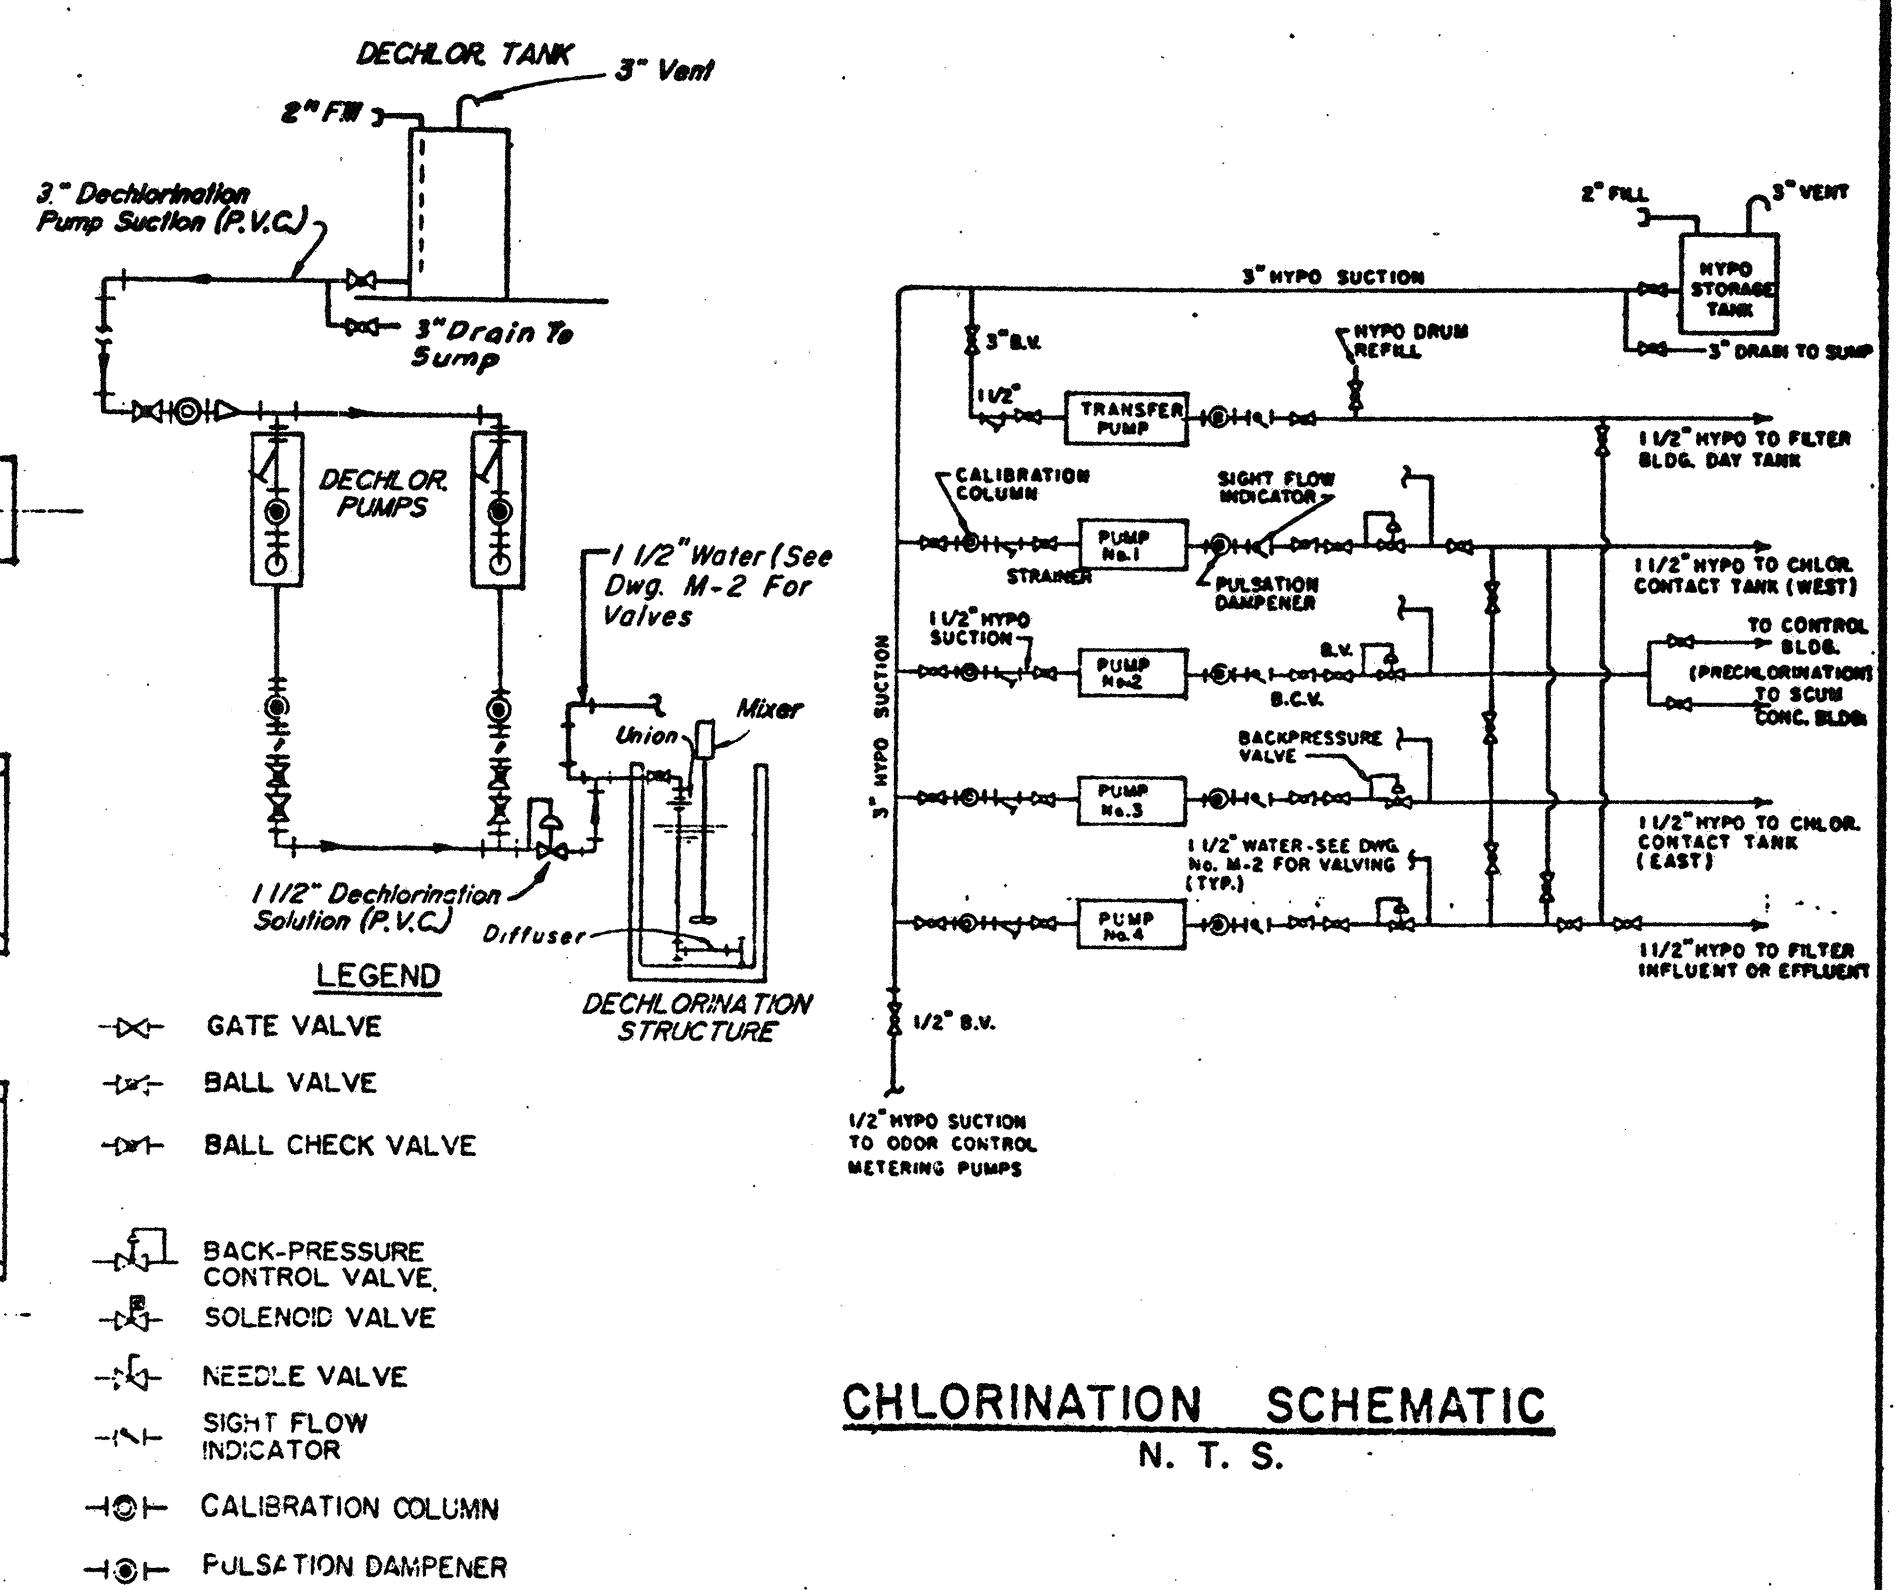 DECHLOR. TANK
3" Vent
2" Fill
3" Dechlorination
Pump Suction (P.V.C.)
3" Drain To
Sump
DECHLOR.
PUMPS
1 1/2" Water (See
Dwg. M-2 For
Valves
Mixer
Union
1 1/2" Dechlorination
Solution (P.V.C.)
Diffuser
DECHLORINATION
STRUCTURE
LEGEND
GATE VALVE
BALL VALVE
BALL CHECK VALVE
BACK-PRESSURE
CONTROL VALVE
SOLENOID VALVE
NEEDLE VALVE
SIGHT FLOW
INDICATOR
CALIBRATION COLUMN
PULSATION DAMPENER
2" FILL
3" VENT
HYPO
STORAGE
TANK
3" HYPO SUCTION
3" DRAIN TO SUMP
3" B.V.
HYPO DRUM
REFILL
1 1/2"
TRANSFER
PUMP
1 1/2" HYPO TO FILTER
BLDG. DAY TANK
CALIBRATION
COLUMN
SIGHT FLOW
INDICATOR
PUMP
No.1
STRAINER
PULSATION
DAMPENER
1 1/2" HYPO TO CHLOR.
CONTACT TANK (WEST)
1 1/2" HYPO
SUCTION
PUMP
No.2
B.V.
B.C.V.
TO CONTROL
BLDG.
(PRECHLORINATION)
TO SCUM
CONC. BLDG.
3" HYPO SUCTION
BACKPRESSURE
VALVE
PUMP
No.3
1 1/2" HYPO TO CHLOR.
CONTACT TANK
(EAST)
1 1/2" WATER-SEE DWG.
No. M-2 FOR VALVING
(TYP.)
PUMP
No.4
1 1/2" HYPO TO FILTER
INFLUENT OR EFFLUENT
1/2" B.V.
1/2" HYPO SUCTION
TO ODOR CONTROL
METERING PUMPS
CHLORINATION SCHEMATIC
N. T. S.